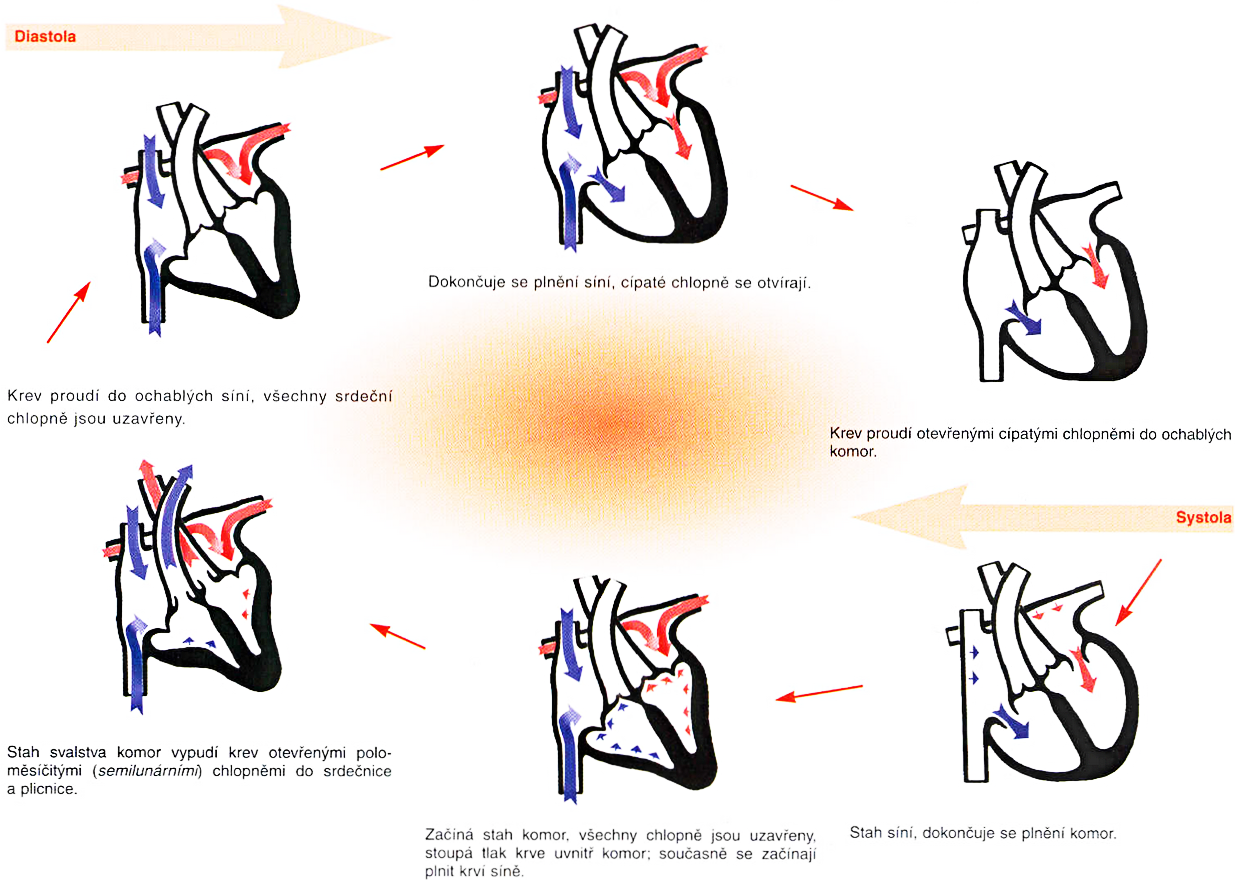 Diastola
Krev proudí do ochablých síní, všechny srdeční
chlopně jsou uzavřeny.
Dokončuje se plnění síní, cípaté chlopně se otvírají.
Krev proudí otevřenými cípatými chlopněmi do ochablých
komor.
Systola
Stah síní, dokončuje se plnění komor.
Začíná stah komor, všechny chlopně jsou uzavřeny,
stoupá tlak krve uvnitř komor; současně se začínají
plnit krví síně.
Stah svalstva komor vypudí krev otevřenými polo-
měsíčitými (semilunárními) chlopněmi do srdečnice
a plicnice.